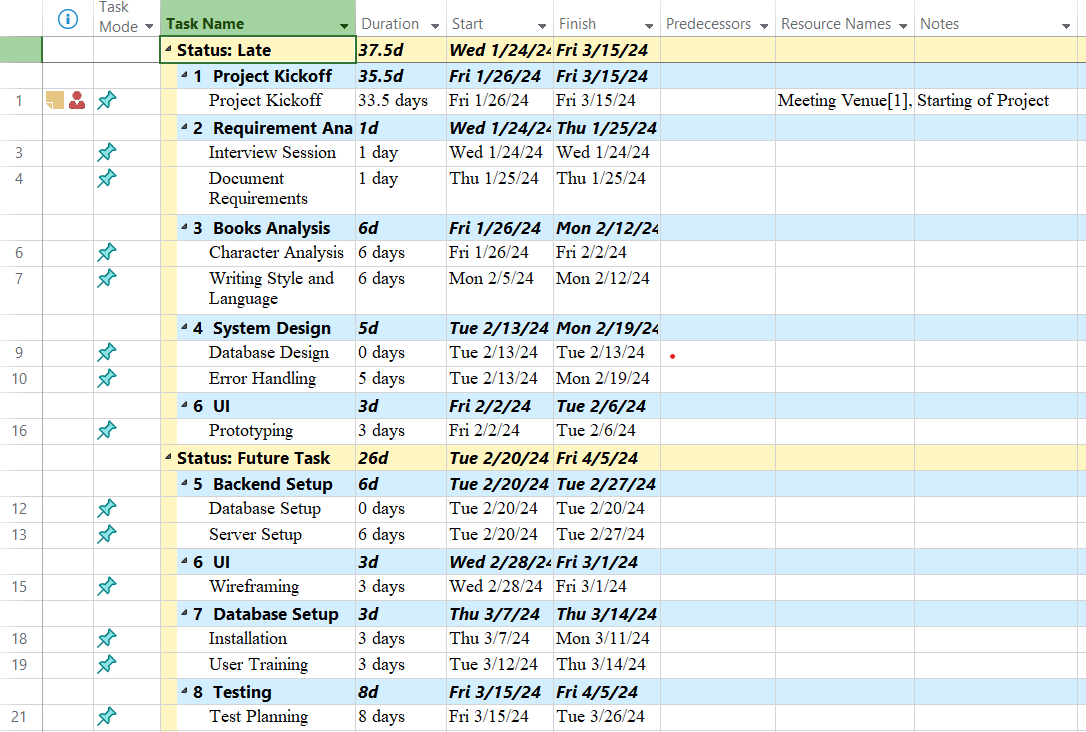 Task Mode Task Name Duration Start Finish Predecessors Resource Names Notes
Status: Late 37.5d Wed 1/24/24 Fri 3/15/24
1 Project Kickoff 35.5d Fri 1/26/24 Fri 3/15/24
1 Project Kickoff 33.5 days Fri 1/26/24 Fri 3/15/24 Meeting Venue[1], Starting of Project
2 Requirement Ana 1d Wed 1/24/24 Thu 1/25/24
3 Interview Session 1 day Wed 1/24/24 Wed 1/24/24
4 Document Requirements 1 day Thu 1/25/24 Thu 1/25/24
3 Books Analysis 6d Fri 1/26/24 Mon 2/12/24
6 Character Analysis 6 days Fri 1/26/24 Fri 2/2/24
7 Writing Style and Language 6 days Mon 2/5/24 Mon 2/12/24
4 System Design 5d Tue 2/13/24 Mon 2/19/24
9 Database Design 0 days Tue 2/13/24 Tue 2/13/24
10 Error Handling 5 days Tue 2/13/24 Mon 2/19/24
6 UI 3d Fri 2/2/24 Tue 2/6/24
16 Prototyping 3 days Fri 2/2/24 Tue 2/6/24
Status: Future Task 26d Tue 2/20/24 Fri 4/5/24
5 Backend Setup 6d Tue 2/20/24 Tue 2/27/24
12 Database Setup 0 days Tue 2/20/24 Tue 2/20/24
13 Server Setup 6 days Tue 2/20/24 Tue 2/27/24
6 UI 3d Wed 2/28/24 Fri 3/1/24
15 Wireframing 3 days Wed 2/28/24 Fri 3/1/24
7 Database Setup 3d Thu 3/7/24 Thu 3/14/24
18 Installation 3 days Thu 3/7/24 Mon 3/11/24
19 User Training 3 days Tue 3/12/24 Thu 3/14/24
8 Testing 8d Fri 3/15/24 Fri 4/5/24
21 Test Planning 8 days Fri 3/15/24 Tue 3/26/24